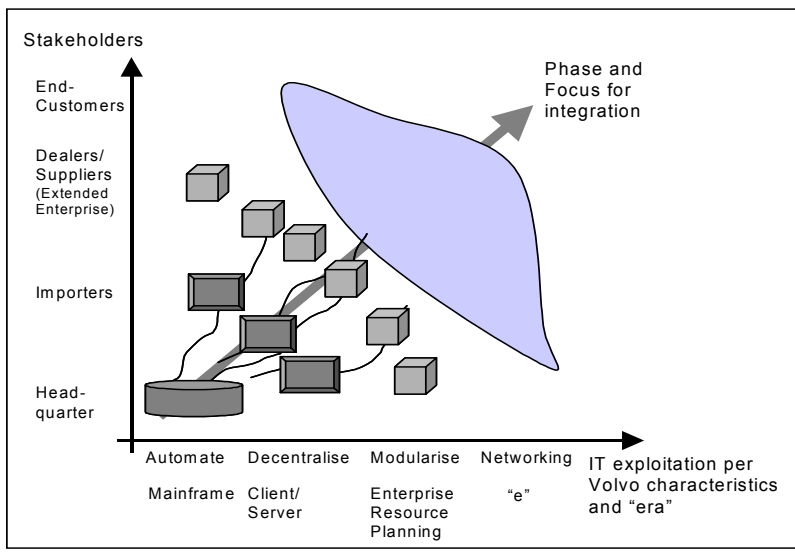 Stakeholders
End-
Customers
Phase and
Focus for
integration
Dealers/
Suppliers
(Extended
Enterprise)
Importers
Head-
quarter
Automate
Decentralise
Modularise
Networking
Mainframe
Client/
Server
Enterprise
Resource
Planning
“e”
IT exploitation per
Volvo characteristics
and “era”